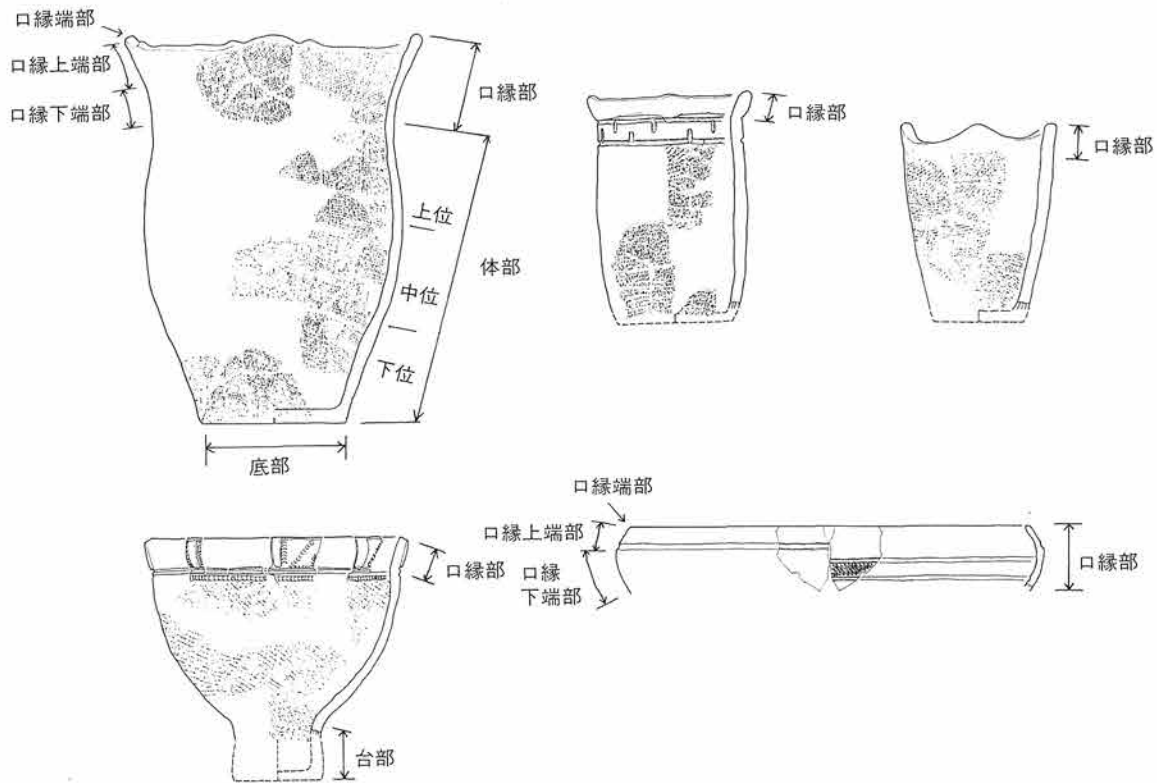 口縁端部
口縁上端部
口縁下端部
口縁部
上位
中位
下位
体部
底部
口縁部
口縁部
口縁部
台部
口縁端部
口縁上端部
口縁
下端部
口縁部